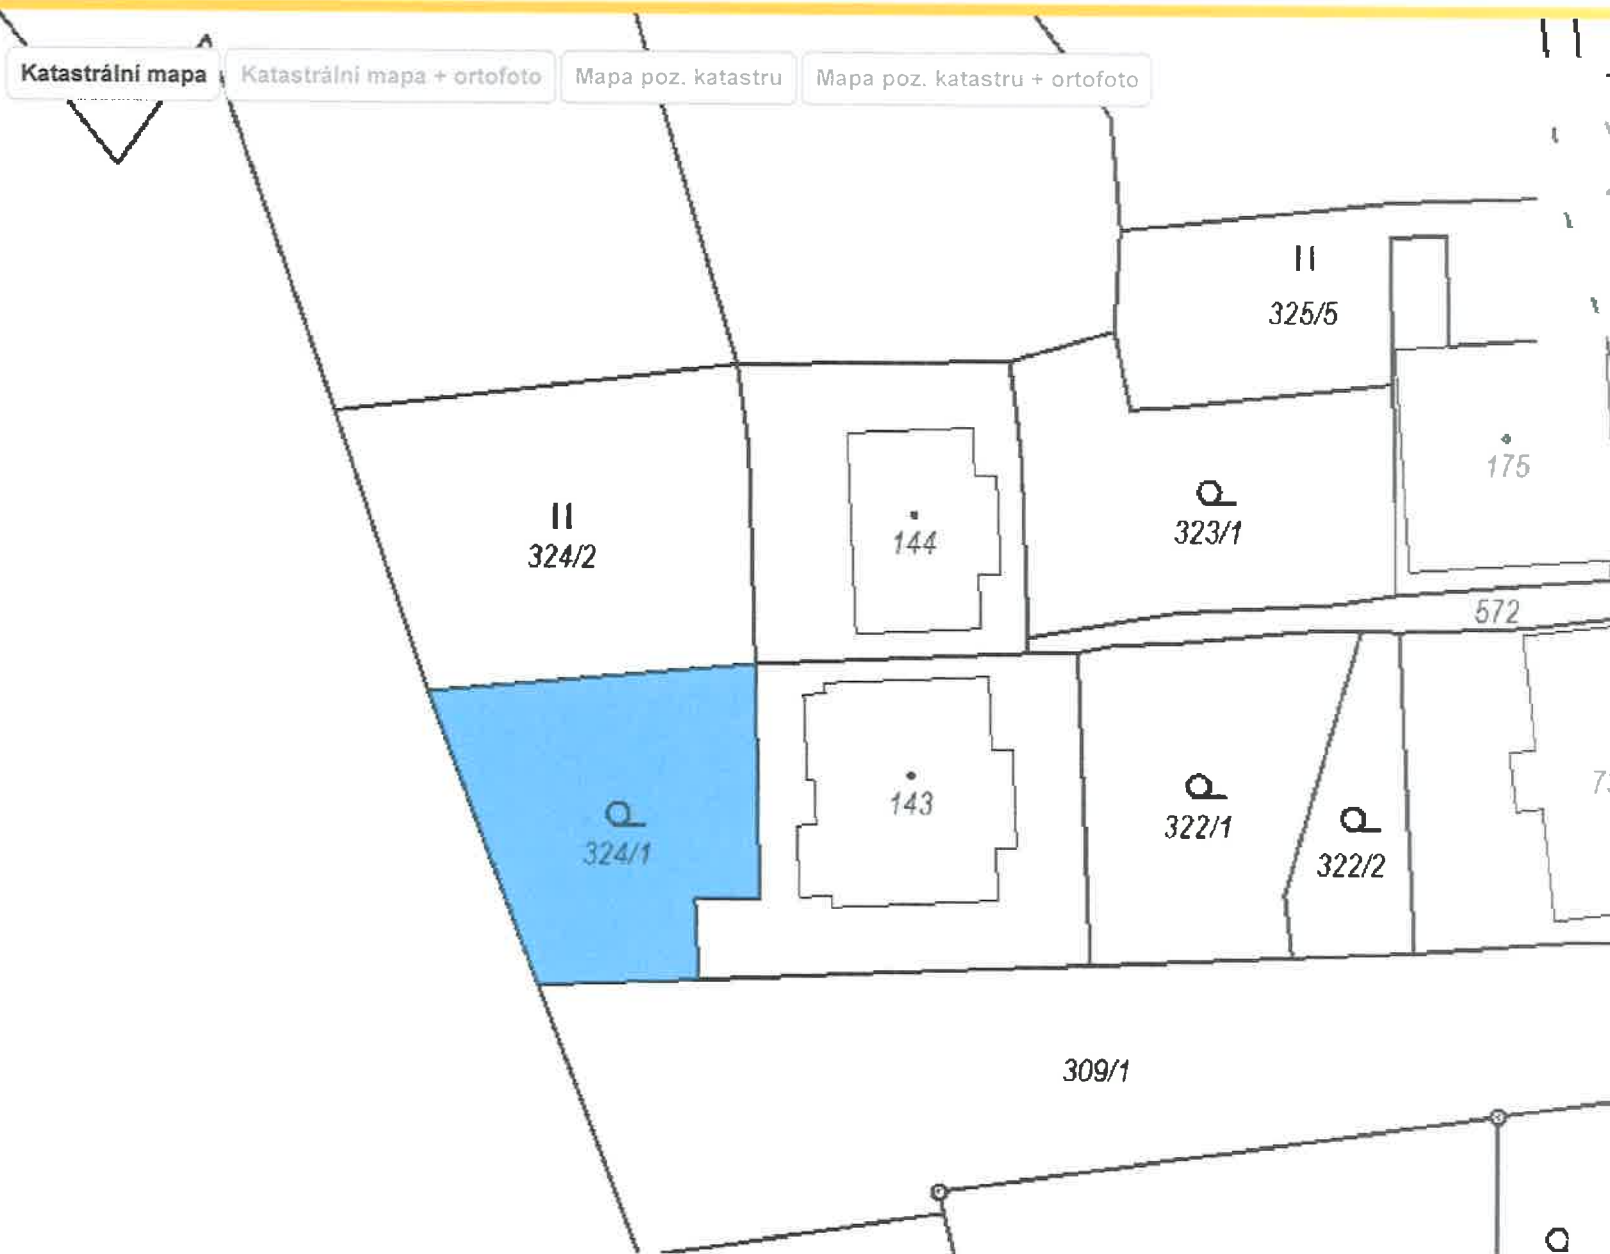 Katastrální mapa
Katastrální mapa + ortofoto
Mapa poz. katastru
Mapa poz. katastru + ortofoto
325/5
175
144
323/1
324/2
572
143
322/1
322/2
324/1
309/1